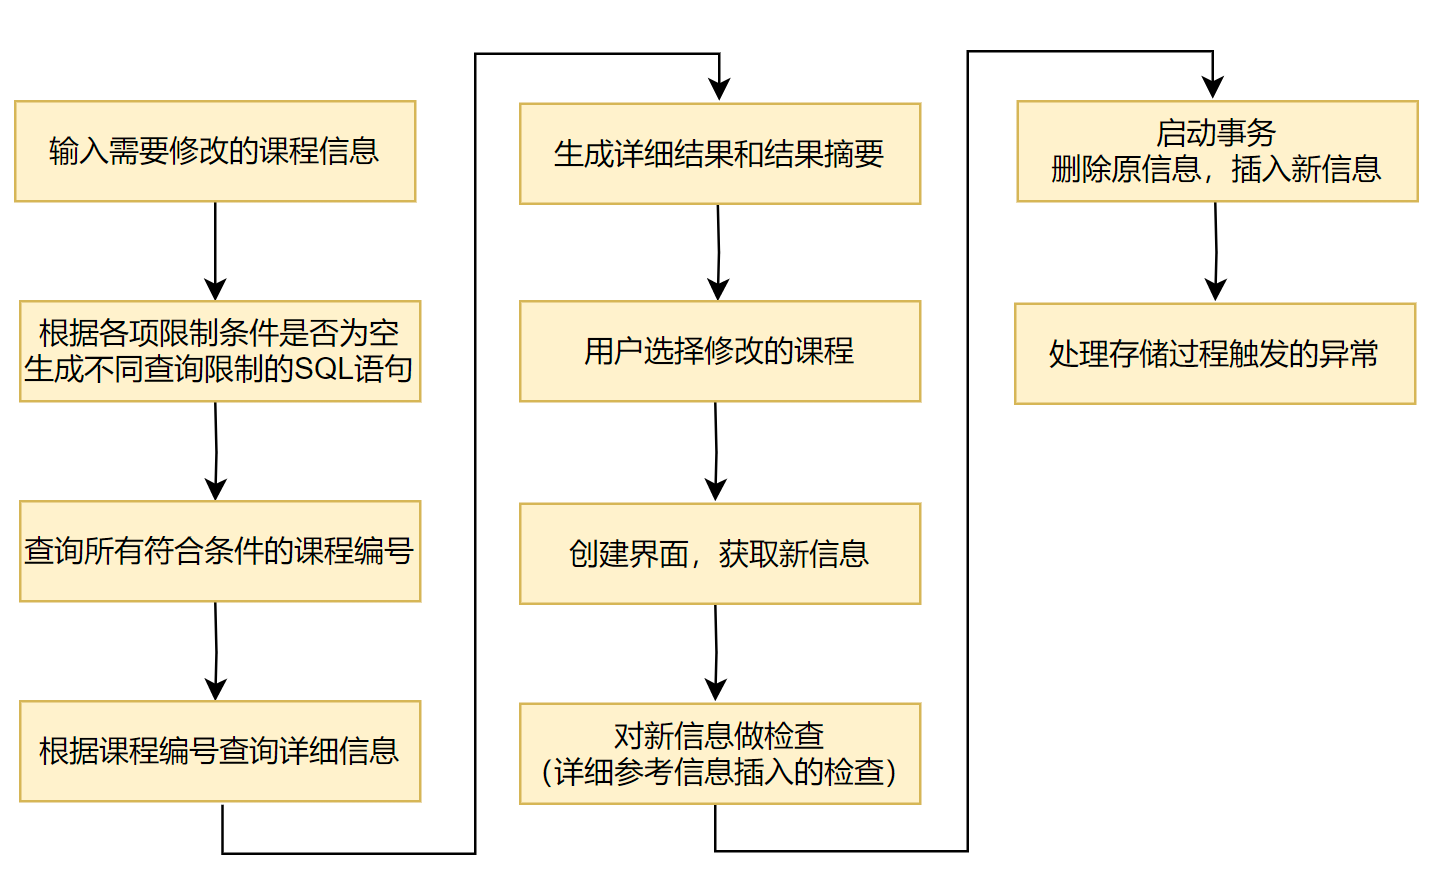 输入需要修改的课程信息
根据各项限制条件是否为空
生成不同查询限制的SQL语句
查询所有符合条件的课程编号
根据课程编号查询详细信息
生成详细结果和结果摘要
用户选择修改的课程
创建界面，获取新信息
对新信息做检查
（详细参考信息插入的检查）
启动事务
删除原信息，插入新信息
处理存储过程触发的异常